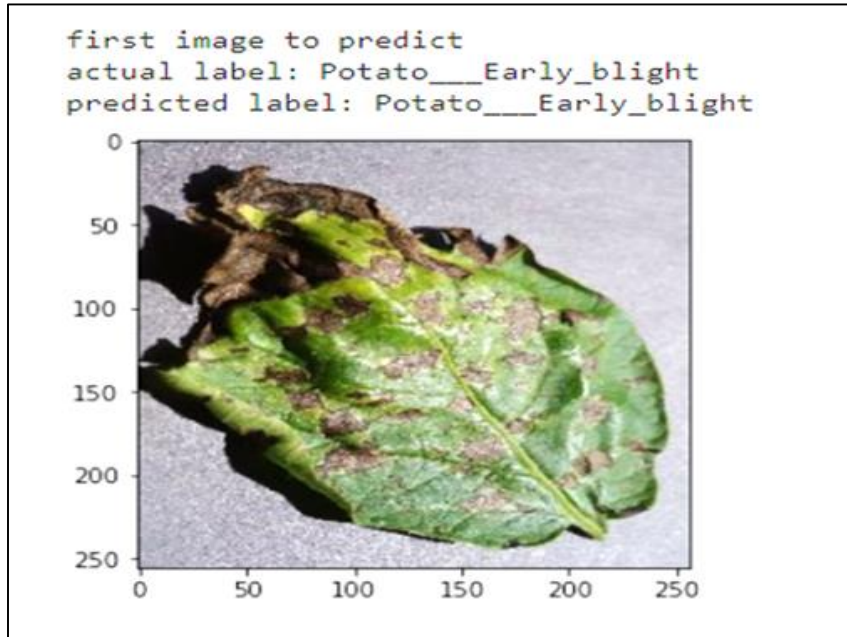 first image to predict
actual label: Potato___Early_blight
predicted label: Potato___Early_blight
0
50
100
150
200
250
0 50 100 150 200 250